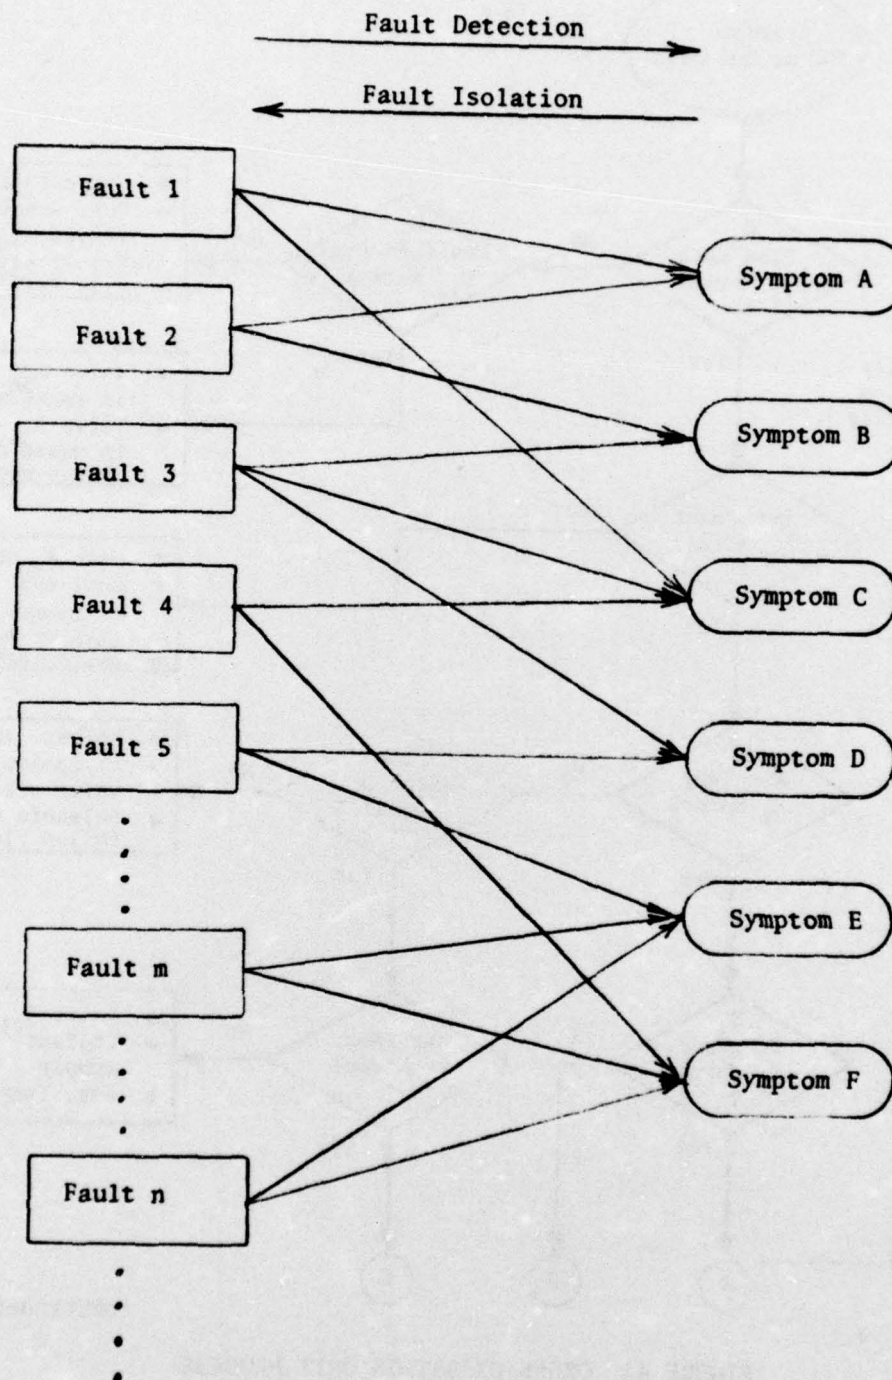 Fault Detection
Fault Isolation
Fault 1
Symptom A
Fault 2
Symptom B
Fault 3
Symptom C
Fault 4
Symptom D
Fault 5
Symptom E
Fault m
Symptom F
Fault n